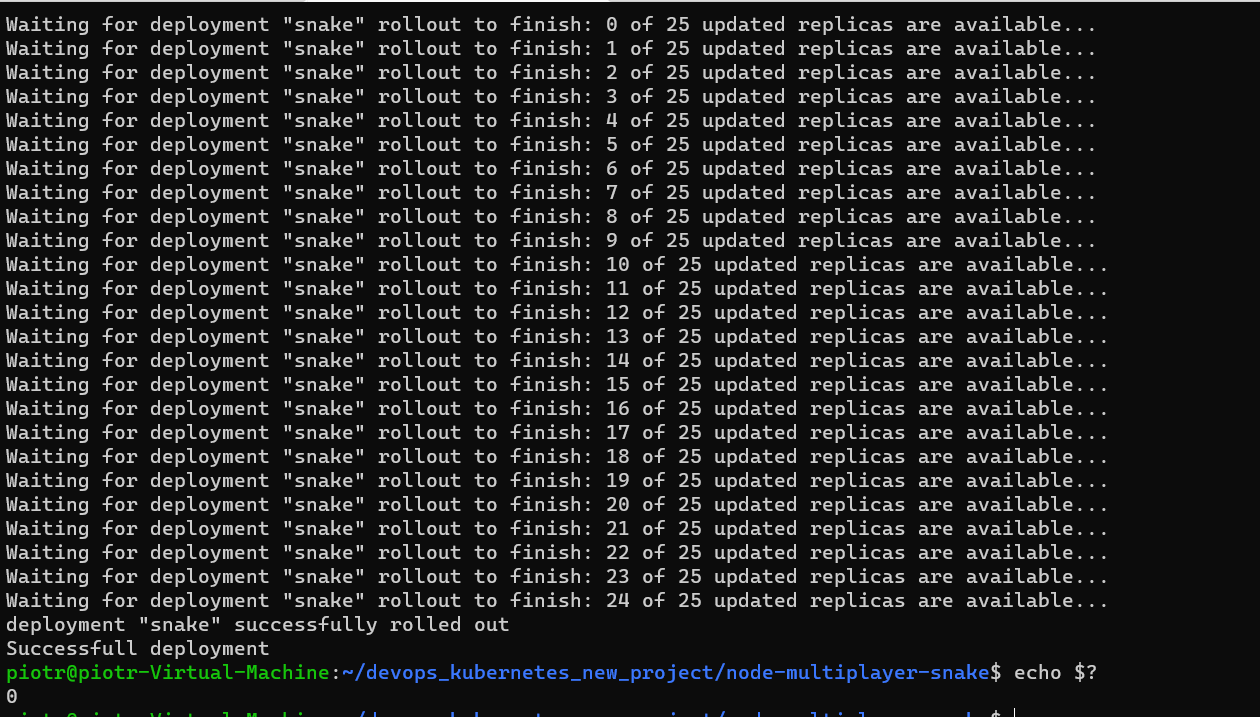 Waiting for deployment "snake" rollout to finish: 0 of 25 updated replicas are available...
Waiting for deployment "snake" rollout to finish: 1 of 25 updated replicas are available...
Waiting for deployment "snake" rollout to finish: 2 of 25 updated replicas are available...
Waiting for deployment "snake" rollout to finish: 3 of 25 updated replicas are available...
Waiting for deployment "snake" rollout to finish: 4 of 25 updated replicas are available...
Waiting for deployment "snake" rollout to finish: 5 of 25 updated replicas are available...
Waiting for deployment "snake" rollout to finish: 6 of 25 updated replicas are available...
Waiting for deployment "snake" rollout to finish: 7 of 25 updated replicas are available...
Waiting for deployment "snake" rollout to finish: 8 of 25 updated replicas are available...
Waiting for deployment "snake" rollout to finish: 9 of 25 updated replicas are available...
Waiting for deployment "snake" rollout to finish: 10 of 25 updated replicas are available...
Waiting for deployment "snake" rollout to finish: 11 of 25 updated replicas are available...
Waiting for deployment "snake" rollout to finish: 12 of 25 updated replicas are available...
Waiting for deployment "snake" rollout to finish: 13 of 25 updated replicas are available...
Waiting for deployment "snake" rollout to finish: 14 of 25 updated replicas are available...
Waiting for deployment "snake" rollout to finish: 15 of 25 updated replicas are available...
Waiting for deployment "snake" rollout to finish: 16 of 25 updated replicas are available...
Waiting for deployment "snake" rollout to finish: 17 of 25 updated replicas are available...
Waiting for deployment "snake" rollout to finish: 18 of 25 updated replicas are available...
Waiting for deployment "snake" rollout to finish: 19 of 25 updated replicas are available...
Waiting for deployment "snake" rollout to finish: 20 of 25 updated replicas are available...
Waiting for deployment "snake" rollout to finish: 21 of 25 updated replicas are available...
Waiting for deployment "snake" rollout to finish: 22 of 25 updated replicas are available...
Waiting for deployment "snake" rollout to finish: 23 of 25 updated replicas are available...
Waiting for deployment "snake" rollout to finish: 24 of 25 updated replicas are available...
deployment "snake" successfully rolled out
Successfull deployment
piotr@piotr-Virtual-Machine:~/devops_kubernetes_new_project/node-multiplayer-snake$ echo $?
0